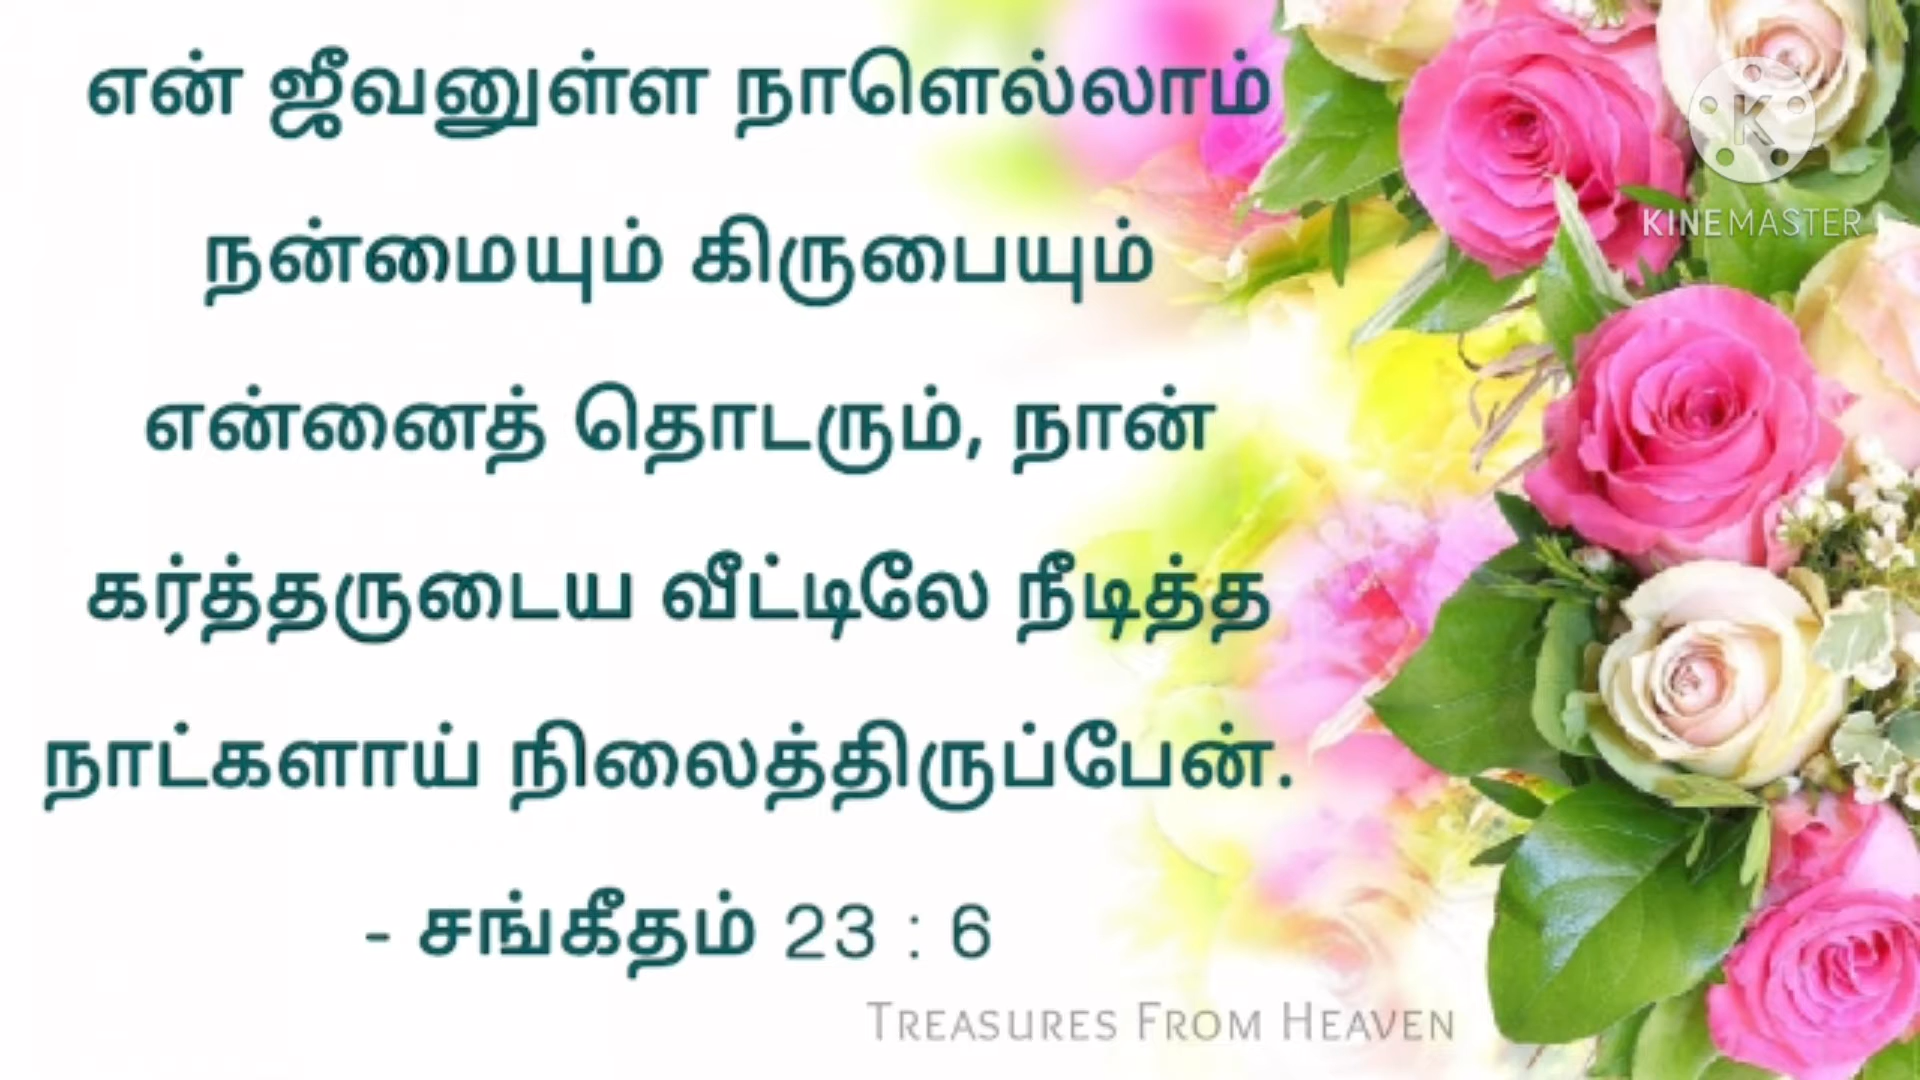 என் ஜீவனுள்ள நாளெல்லாம்
நன்மையும் கிருபையும்
என்னைத் தொடரும், நான்
கர்த்தருடைய வீட்டிலே நீடித்த
நாட்களாய் நிலைத்திருப்பேன்.
- சங்கீதம் 23 : 6
TREASURES FROM HEAVEN
K
KINEMASTER